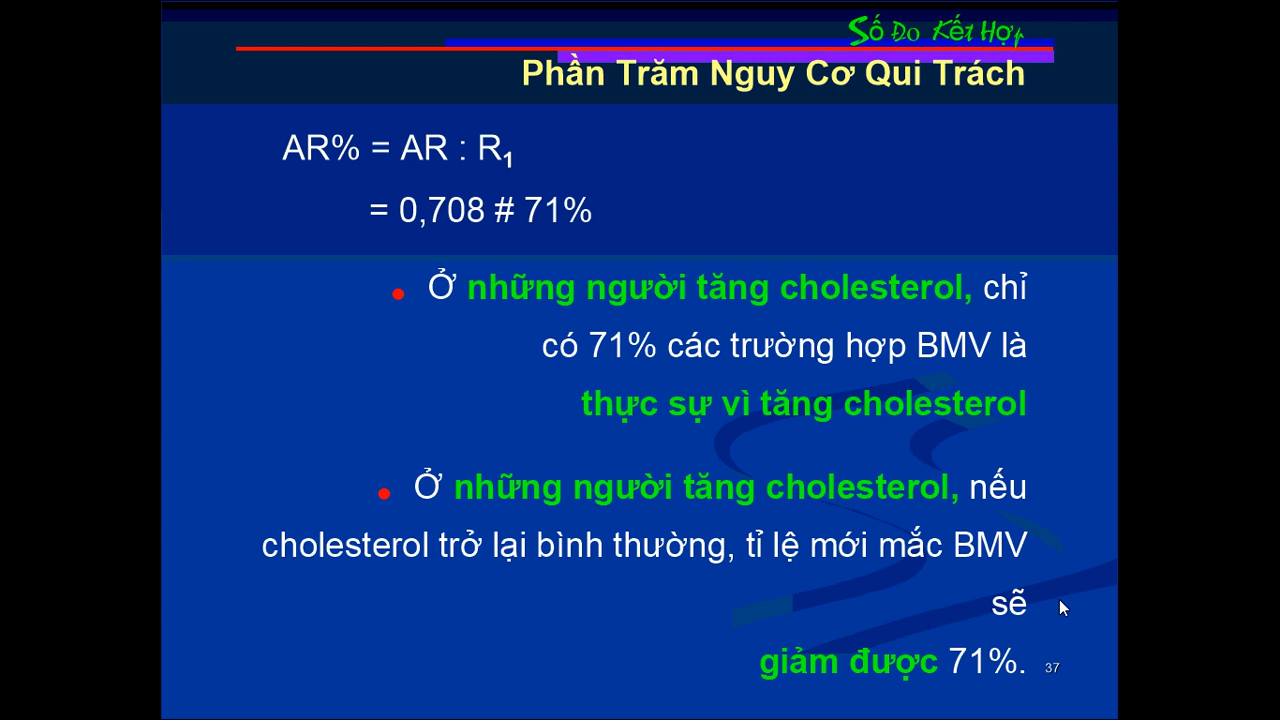 Số Đo Kết Hợp
Phần Trăm Nguy Cơ Qui Trách
AR% = AR : R1
= 0,708 # 71%
• Ở những người tăng cholesterol, chỉ
có 71% các trường hợp BMV là
thực sự vì tăng cholesterol
• Ở những người tăng cholesterol, nếu
cholesterol trở lại bình thường, tỉ lệ mới mắc BMV
sẽ
giảm được 71%.
37